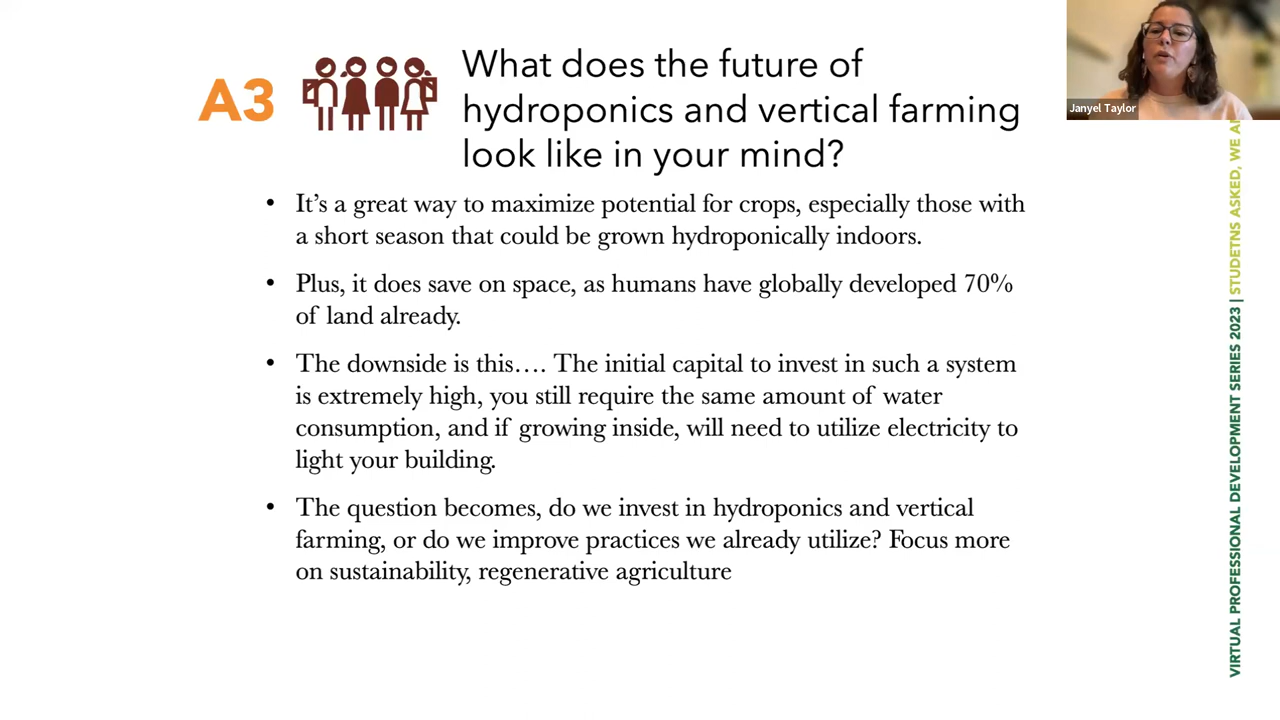 A3
What does the future of
hydroponics and vertical farming
look like in your mind?
• It's a great way to maximize potential for crops, especially those with
a short season that could be grown hydroponically indoors.
• Plus, it does save on space, as humans have globally developed 70%
of land already.
• The downside is this…. The initial capital to invest in such a system
is extremely high, you still require the same amount of water
consumption, and if growing inside, will need to utilize electricity to
light your building.
• The question becomes, do we invest in hydroponics and vertical
farming, or do we improve practices we already utilize? Focus more
on sustainability, regenerative agriculture
Janyel Taylor
VIRTUAL PROFESSIONAL DEVELOPMENT SERIES 2023 | STUDETNS ASKED, WE